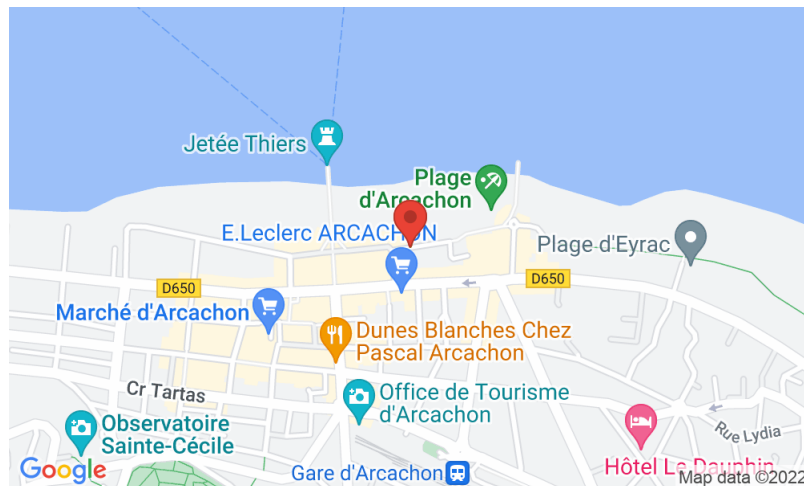 Jetée Thiers
Plage
d'Arcachon
E.Leclerc ARCACHON
Plage d'Eyrac
D650
D650
Marché d'Arcachon
Dunes Blanches Chez
Pascal Arcachon
Cr Tartas
Office de Tourisme
d'Arcachon
Observatoire
Sainte-Cécile
Rue Lydia
Gare d'Arcachon
Hôtel Le Dauphin
Google
Map data ©2022